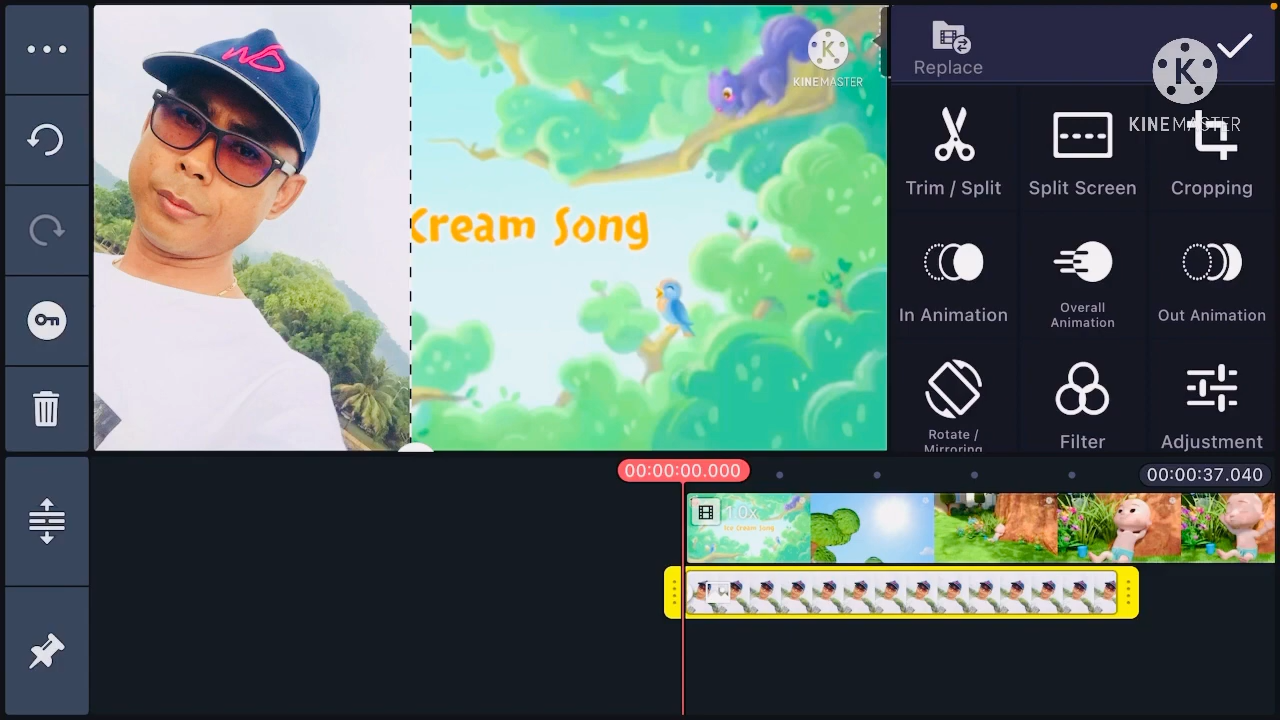 Replace
KINEMASTER
KINEMASTER
Trim / Split
Split Screen
Cropping
Kream Song
In Animation
Overall
Animation
Out Animation
Rotate /
Mirroring
Filter
Adjustment
00:00:00.000
00:00:37.040
1.0x
Ice Cream Song